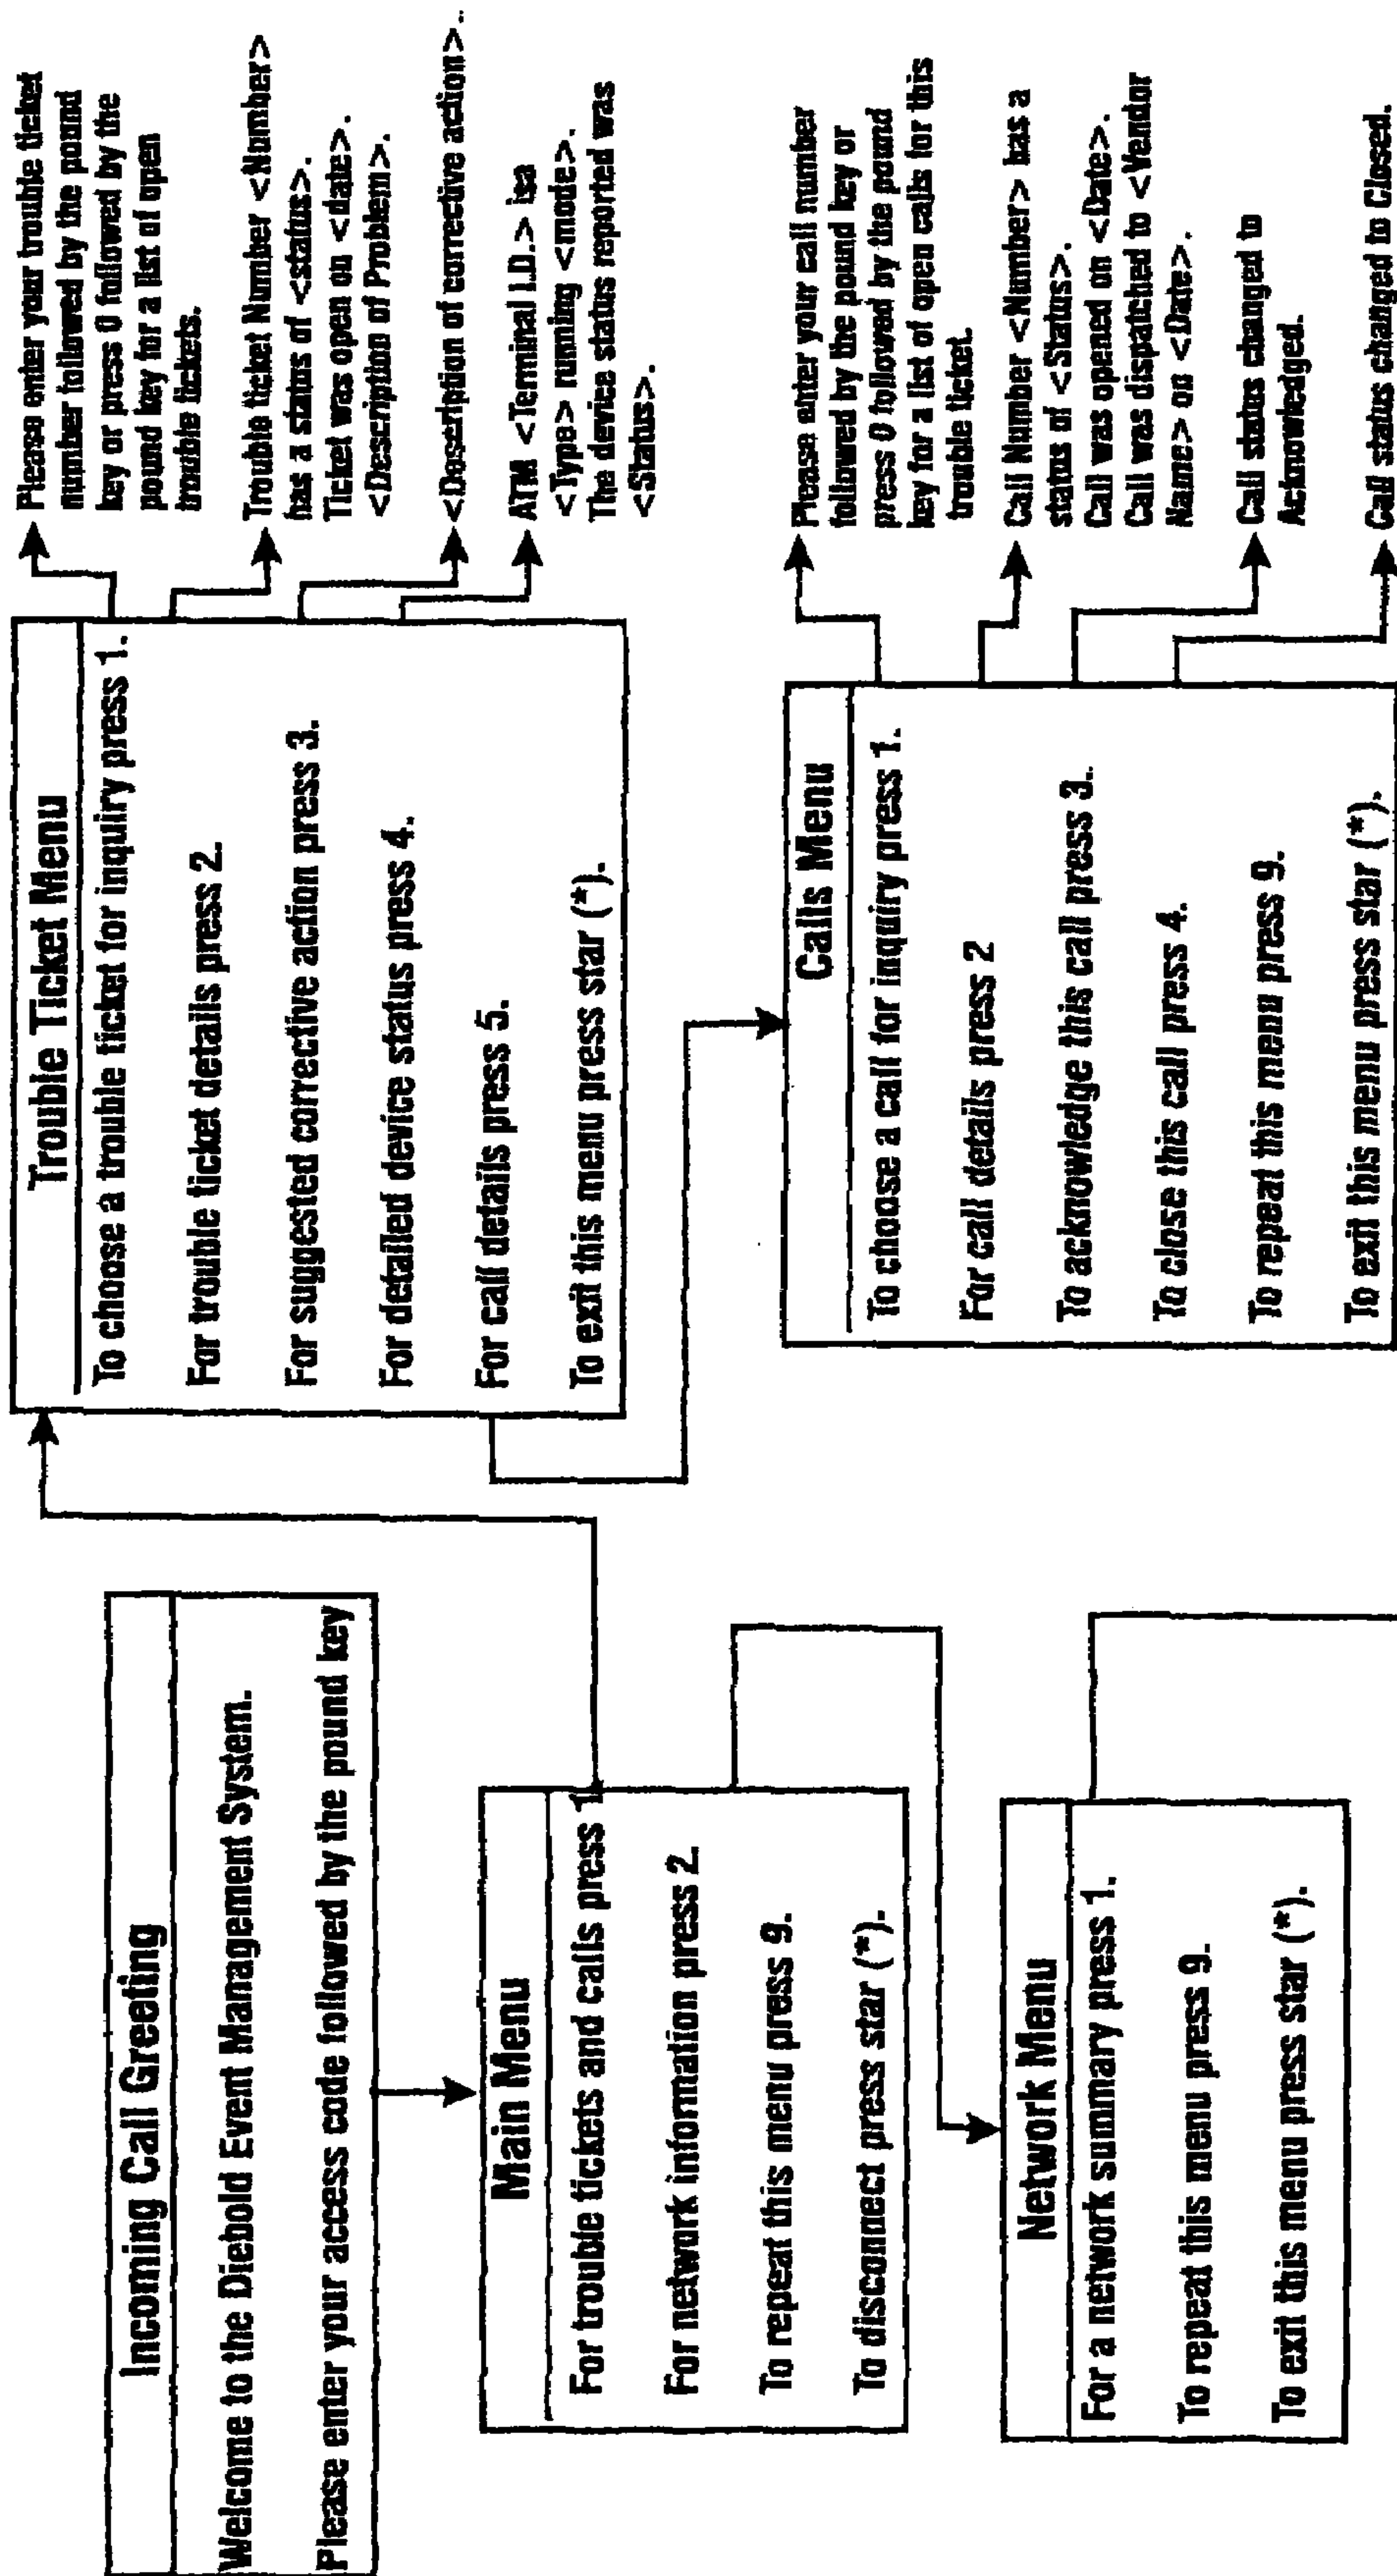 Incoming Call Greeting
Welcome to the Diebold Event Management System.
Please enter your access code followed by the pound key
Main Menu
For trouble tickets and calls press 1.
For network information press 2.
To repeat this menu press 9.
To disconnect press star (*).
Network Menu
For a network summary press 1.
To repeat this menu press 9.
To exit this menu press star (*).
Trouble Ticket Menu
To choose a trouble ticket for inquiry press 1.
For trouble ticket details press 2.
For suggested corrective action press 3.
For detailed device status press 4.
For call details press 5.
To exit this menu press star (*).
Please enter your trouble ticket
number followed by the pound
key or press 0 followed by the
pound key for a list of open
trouble tickets.
Trouble ticket Number <Number>
has a status of <status>.
Ticket was open on <date>.
<Description of Problem>.
<Description of corrective action>..
ATM <Terminal I.D.> isa
<Type> running <mode>.
The device status reported was
<Status>.
Calls Menu
To choose a call for inquiry press 1.
For call details press 2
To acknowledge this call press 3..
To close this call press 4.
To repeat this menu press 9.
To exit this menu press star (*).
Please enter your call number
followed by the pound key or
press 0 followed by the pound
key for a list of open calls for this
trouble ticket.
Call Number <Number> has a
status of <Status>.
Call was opened on <Date>.
Call was dispatched to <Vendor
Name> on <Date>.
Call status changed to
Acknowledged.
Call status changed to Closed.